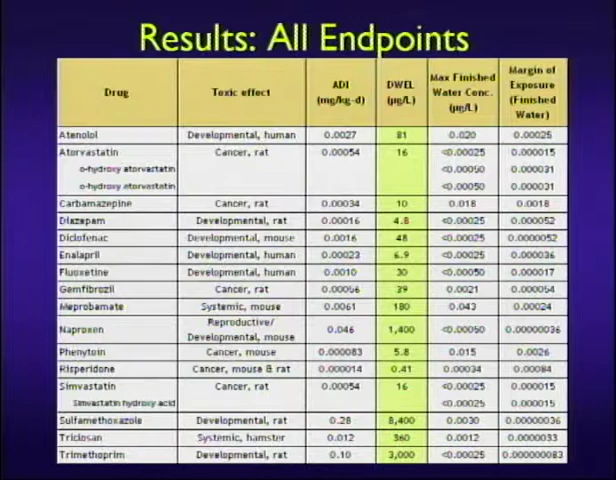 Results: All Endpoints
Drug Toxic effect ADI (mg/kg-d) DWEL (µg/L) Max Finished Water Conc. (µg/L) Margin of Exposure (Finished Water)
Atenolol Developmental, human 0.0027 81 0.020 0.00025
Atorvastatin Cancer, rat 0.00054 16 <0.00025 0.000015
o-hydroxy atorvastatin <0.00050 0.000031
o-hydroxy atorvastatin <0.00050 0.000031
Carbamazepine Cancer, rat 0.00034 10 0.018 0.0018
Diazepam Developmental, rat 0.00016 4.8 <0.00025 0.000052
Diclofenac Developmental, mouse 0.0016 48 <0.00025 0.0000052
Enalapril Developmental, human 0.00023 6.9 <0.00025 0.000036
Fluoxetine Developmental, human 0.0010 30 <0.00050 0.000017
Gemfibrozil Cancer, rat 39 0.0021 0.000054
Meprobamate Systemic, mouse 0.0061 180 0.043 0.00024
Naproxen Reproductive/ Developmental, mouse 0.046 1,400 <0.00050 0.00000036
Phenytoin Cancer, mouse 0.000083 5.8 0.015 0.0026
Risperidone Cancer, mouse & rat 0.000014 0.41 0.00034 0.00084
Simvastatin Cancer, rat 0.00054 16 <0.00025 0.000015
Simvastatin hydroxy acid <0.00025 0.000015
Sulfamethoxazole Developmental, rat 0.28 8,400 0.0030 0.00000036
Triclosan Systemic, hamster 0.012 360 0.0012 0.0000033
Trimethoprim Developmental, rat 0.10 3,000 <0.00025 0.000000083